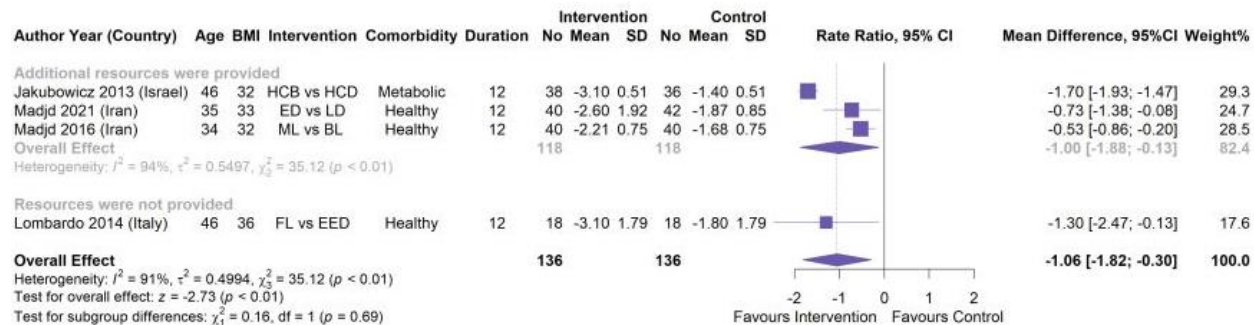 Intervention Control
Author Year (Country) Age BMI Intervention Comorbidity Duration No Mean SD No Mean SD Rate Ratio, 95% CI Mean Difference, 95%CI Weight%
Additional resources were provided
Jakubowicz 2013 (Israel) 46 32 HCB vs HCD Metabolic 12 38 -3.10 0.51 36 -1.40 0.51 -1.70 [-1.93; -1.47] 29.3
Madjd 2021 (Iran) 35 33 ED vs LD Healthy 12 40 -2.60 1.92 42 -1.87 0.85 -0.73 [-1.38; -0.08] 24.7
Madjd 2016 (Iran) 34 32 ML vs BL Healthy 12 40 -2.21 0.75 40 -1.68 0.75 -0.53 [-0.86; -0.20] 28.5
Overall Effect 118 118 -1.00 [-1.88; -0.13] 82.4
Heterogeneity: I² = 94%, τ² = 0.5497, χ²₂ = 35.12 (p < 0.01)
Resources were not provided
Lombardo 2014 (Italy) 46 36 FL vs EED Healthy 12 18 -3.10 1.79 18 -1.80 1.79 -1.30 [-2.47; -0.13] 17.6
Overall Effect 136 136 -1.06 [-1.82; -0.30] 100.0
Heterogeneity: I² = 91%, τ² = 0.4994, χ²₃ = 35.12 (p < 0.01)
Test for overall effect: z = -2.73 (p < 0.01)
Test for subgroup differences: χ²₁ = 0.16, df = 1 (p = 0.69)
-2 -1 0 1 2
Favours Intervention Favours Control